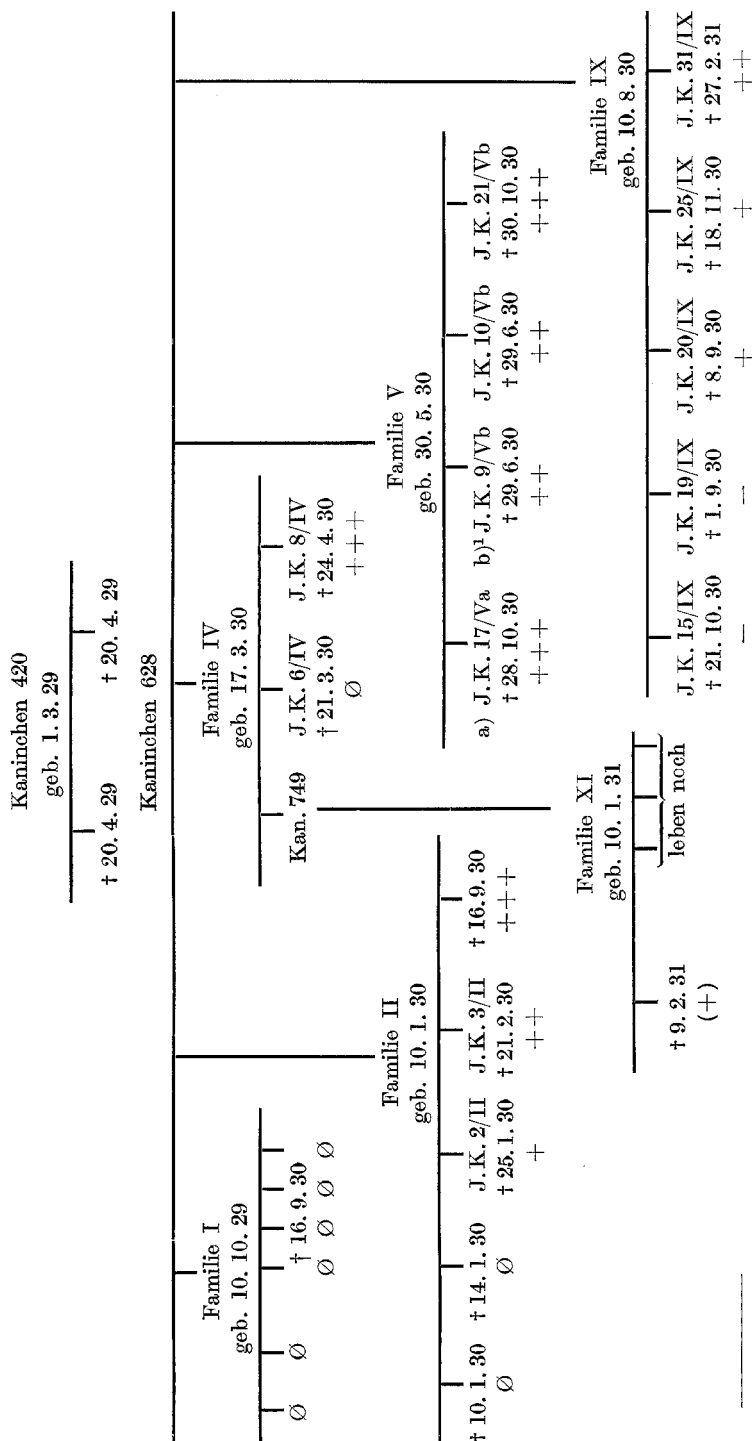 Kaninchen 420
geb. 1. 3. 29
† 20. 4. 29 † 20. 4. 29
Kaninchen 628
Familie I
geb. 10. 10. 29
† 16. 9. 30
Ø Ø Ø Ø Ø Ø
Familie IV
geb. 17. 3. 30
Kan. 749 J. K. 6/IV J. K. 8/IV
† 21. 3. 30 † 24. 4. 30
Ø +++
Familie II
geb. 10. 1. 30
J. K. 2/II J. K. 3/II
† 10. 1. 30 † 14. 1. 30 † 25. 1. 30 † 21. 2. 30 † 16. 9. 30
Ø Ø + ++ +++
Familie V
geb. 30. 5. 30
a) J. K. 17/Va b)¹ J. K. 9/Vb J. K. 10/Vb J. K. 21/Vb
† 28. 10. 30 † 29. 6. 30 † 29. 6. 30 † 30. 10. 30
+++ ++ ++ +++
Familie XI
geb. 10. 1. 31
† 9. 2. 31 leben noch
(+)
Familie IX
geb. 10. 8. 30
J. K. 15/IX J. K. 19/IX J. K. 20/IX J. K. 25/IX J. K. 31/IX
† 21. 10. 30 † 1. 9. 30 † 8. 9. 30 † 18. 11. 30 † 27. 2. 31
— — + + ++